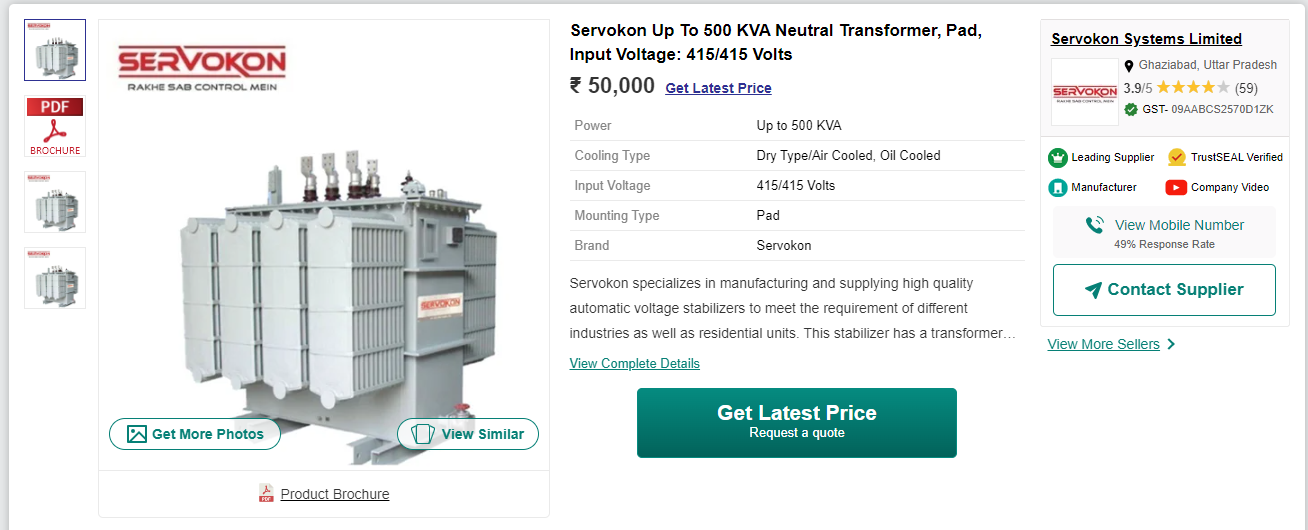 SERVOKON
RAKHE SAB CONTROL MEIN
PDF
BROCHURE
SERVOKON
Get More Photos
View Similar
Product Brochure
Servokon Up To 500 KVA Neutral Transformer, Pad,
Input Voltage: 415/415 Volts
₹ 50,000 Get Latest Price
Power Up to 500 KVA
Cooling Type Dry Type/Air Cooled, Oil Cooled
Input Voltage 415/415 Volts
Mounting Type Pad
Brand Servokon
Servokon specializes in manufacturing and supplying high quality
automatic voltage stabilizers to meet the requirement of different
industries as well as residential units. This stabilizer has a transformer…
View Complete Details
Get Latest Price
Request a quote
Servokon Systems Limited
SERVOKON
RAKHE SAB CONTROL MEIN
Ghaziabad, Uttar Pradesh
3.9/5 (59)
GST- 09AABCS2570D1ZK
Leading Supplier TrustSEAL Verified
Manufacturer Company Video
View Mobile Number
49% Response Rate
Contact Supplier
View More Sellers